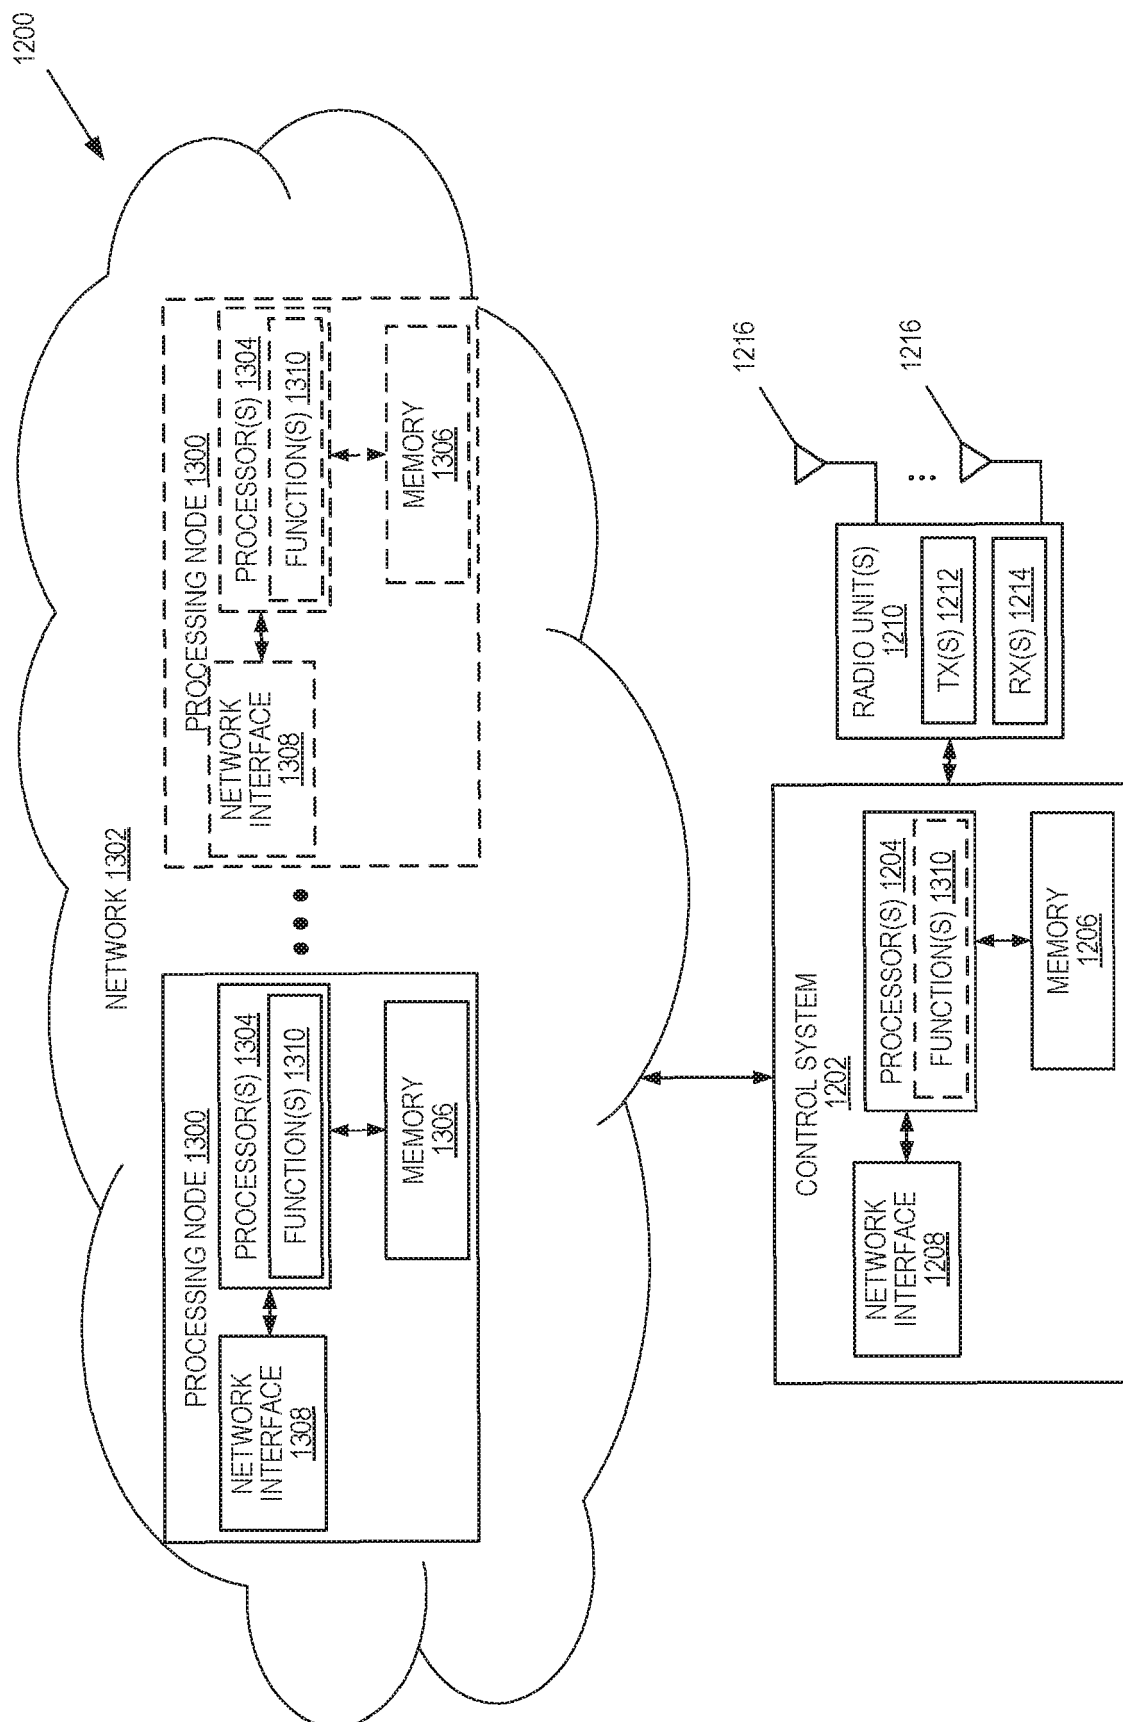 1200
NETWORK 1302
PROCESSING NODE 1300
PROCESSOR(S) 1304
FUNCTION(S) 1310
NETWORK
INTERFACE
1308
MEMORY
1306
PROCESSING NODE 1300
PROCESSOR(S) 1304
FUNCTION(S) 1310
NETWORK
INTERFACE
1308
MEMORY
1306
CONTROL SYSTEM
1202
PROCESSOR(S) 1204
FUNCTION(S) 1310
NETWORK
INTERFACE
1208
MEMORY
1206
RADIO UNIT(S)
1210
TX(S) 1212
RX(S) 1214
1216
1216